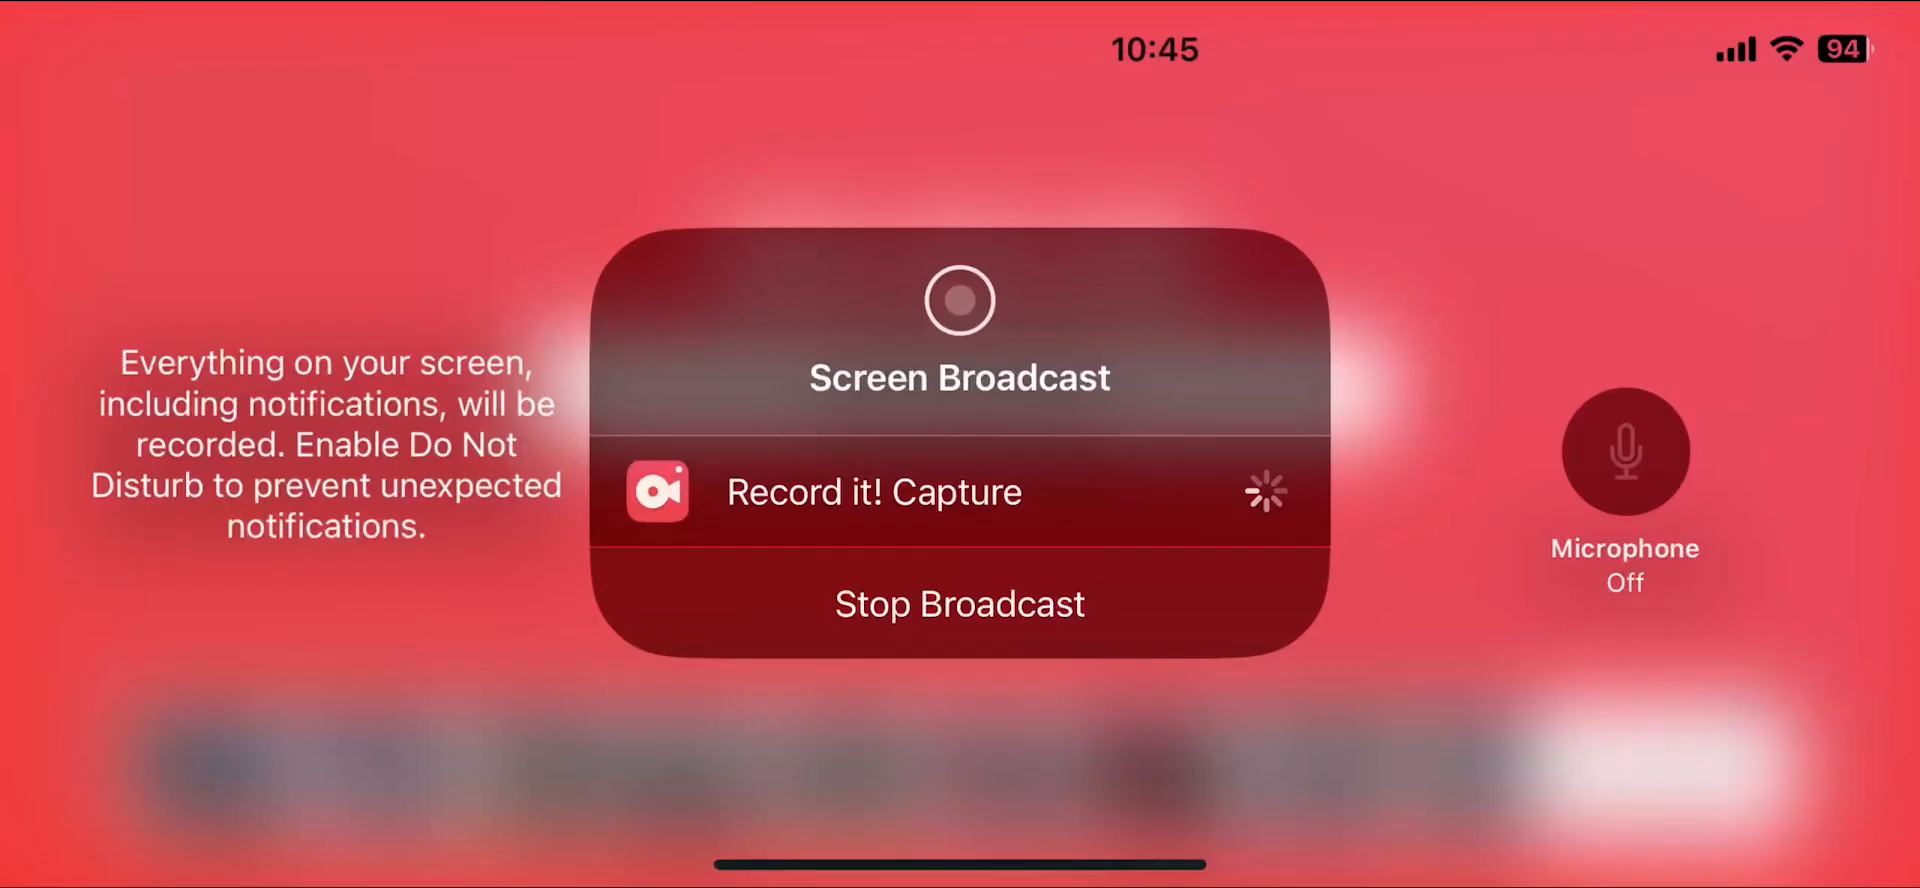 10:45
94
Everything on your screen,
including notifications, will be
recorded. Enable Do Not
Disturb to prevent unexpected
notifications.
Screen Broadcast
Record it! Capture
Stop Broadcast
Microphone
Off